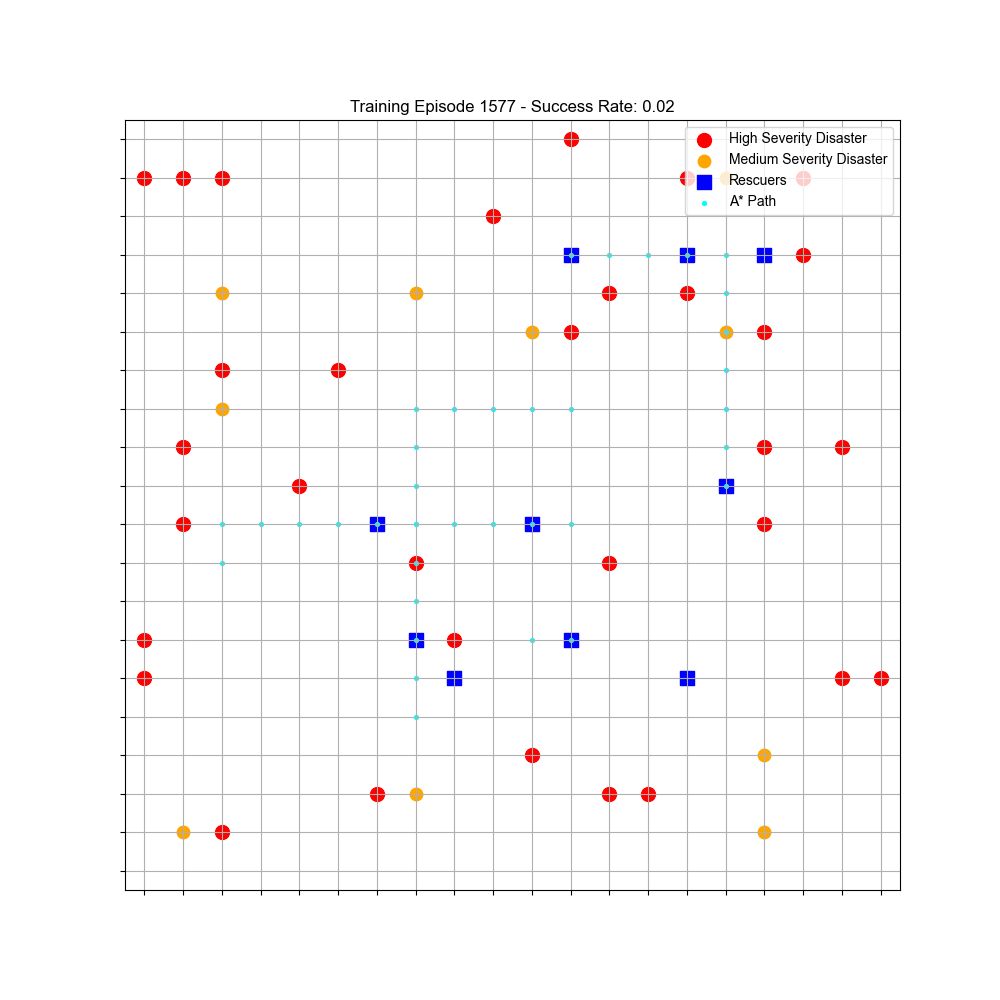 Training Episode 1577 - Success Rate: 0.02
High Severity Disaster
Medium Severity Disaster
Rescuers
A* Path